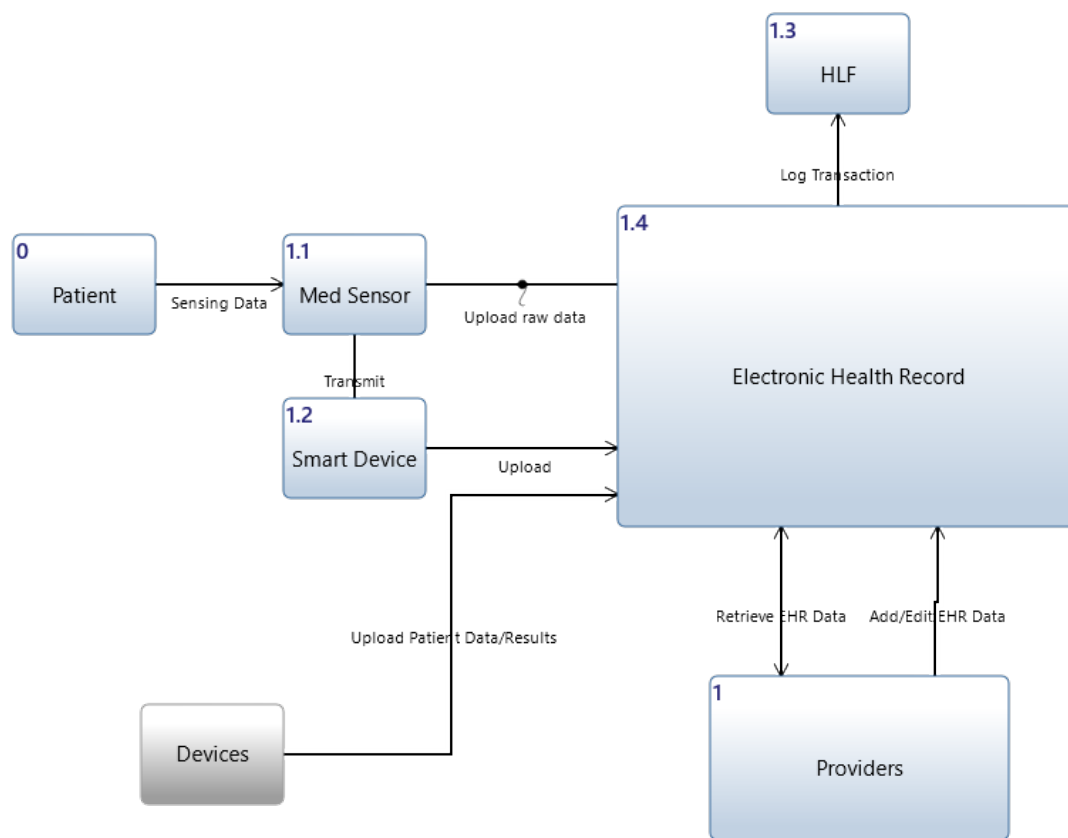 1.3
HLF
Log Transaction
0
Patient
Sensing Data
1.1
Med Sensor
Upload raw data
1.4
Electronic Health Record
Transmit
1.2
Smart Device
Upload
Upload Patient Data/Results
Retrieve EHR Data
Add/Edit EHR Data
Devices
1
Providers